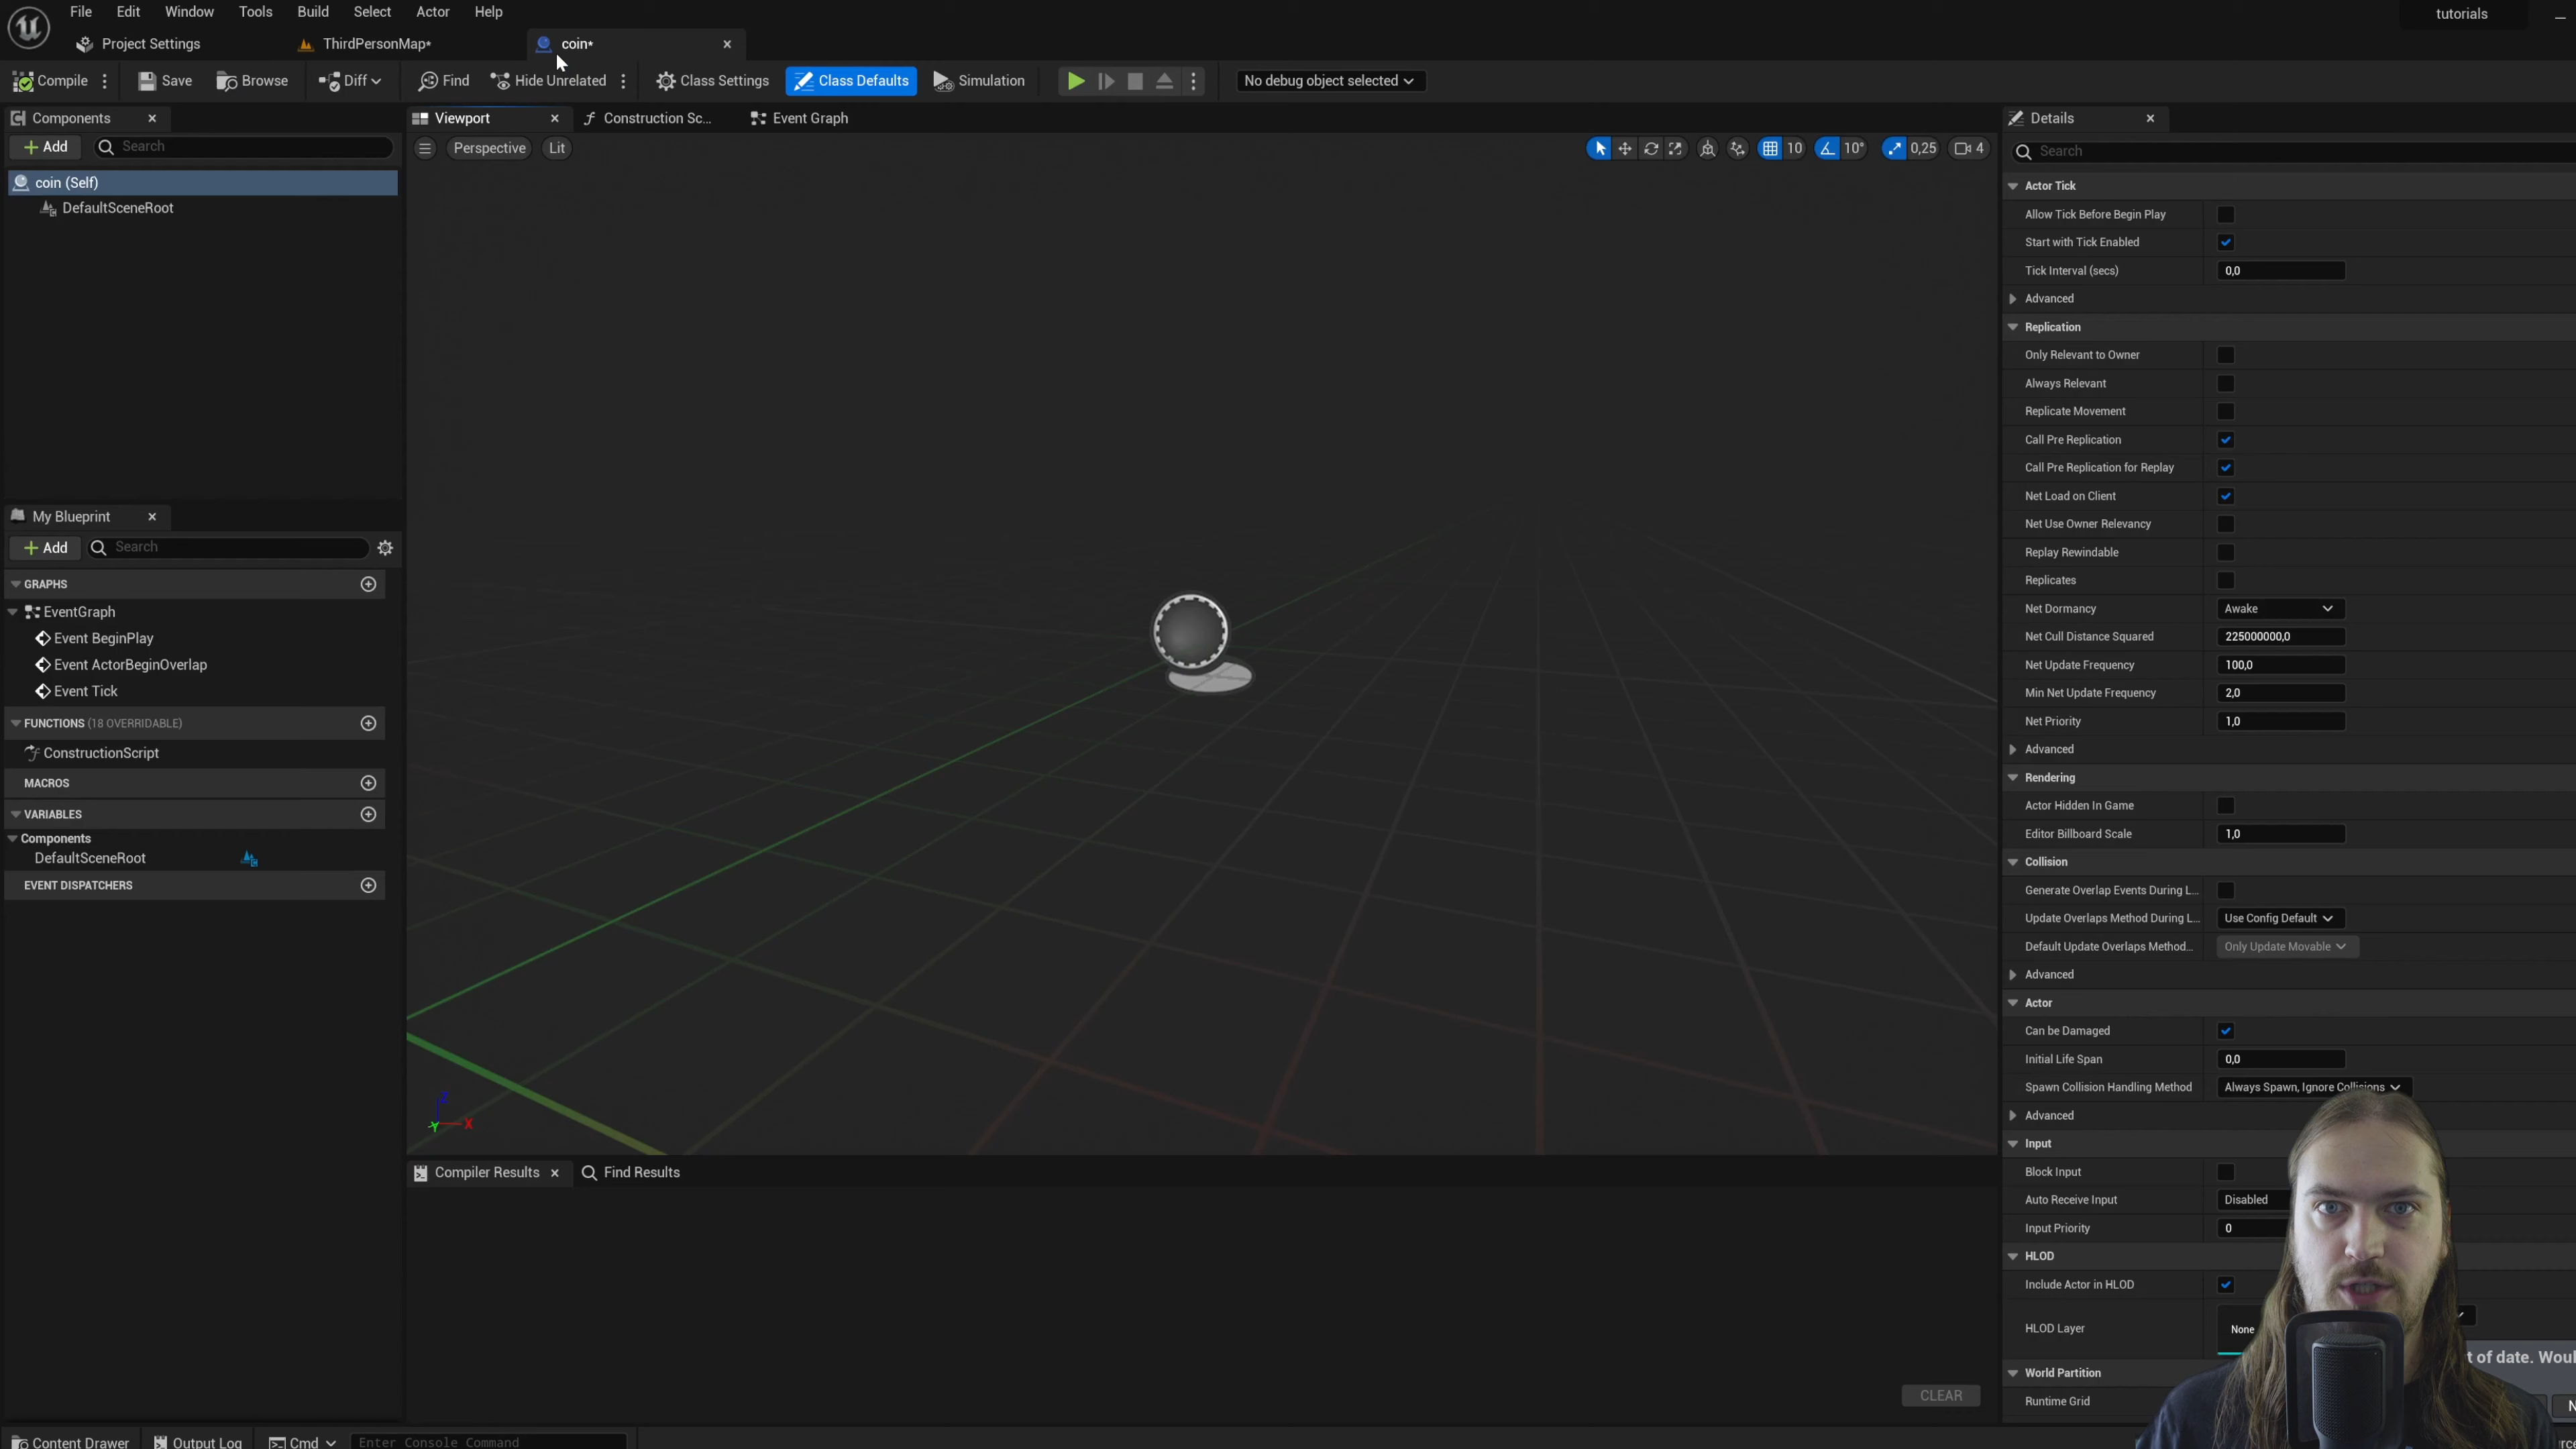 File Edit Window Tools Build Select Actor Help tutorials
Project Settings ThirdPersonMap* coin*
Compile Save Browse Diff Find Hide Unrelated Class Settings Class Defaults Simulation No debug object selected
Components
Add Search
coin (Self)
DefaultSceneRoot
My Blueprint
Add Search
GRAPHS
EventGraph
Event BeginPlay
Event ActorBeginOverlap
Event Tick
FUNCTIONS (18 OVERRIDABLE)
ConstructionScript
MACROS
VARIABLES
Components
DefaultSceneRoot
EVENT DISPATCHERS
Viewport Construction Sc... Event Graph
Perspective Lit 10 10° 0,25 4
Z
X
Y
Compiler Results Find Results
CLEAR
Details
Search
Actor Tick
Allow Tick Before Begin Play
Start with Tick Enabled
Tick Interval (secs) 0,0
Advanced
Replication
Only Relevant to Owner
Always Relevant
Replicate Movement
Call Pre Replication
Call Pre Replication for Replay
Net Load on Client
Net Use Owner Relevancy
Replay Rewindable
Replicates
Net Dormancy Awake
Net Cull Distance Squared 225000000,0
Net Update Frequency 100,0
Min Net Update Frequency 2,0
Net Priority 1,0
Advanced
Rendering
Actor Hidden In Game
Editor Billboard Scale 1,0
Collision
Generate Overlap Events During L...
Update Overlaps Method During L... Use Config Default
Default Update Overlaps Method... Only Update Movable
Advanced
Actor
Can be Damaged
Initial Life Span 0,0
Spawn Collision Handling Method Always Spawn, Ignore Collisions
Advanced
Input
Block Input
Auto Receive Input Disabled
Input Priority 0
HLOD
Include Actor in HLOD
HLOD Layer None
t of date. Woul
World Partition
Runtime Grid N
Content Drawer Output Log Cmd Enter Console Command